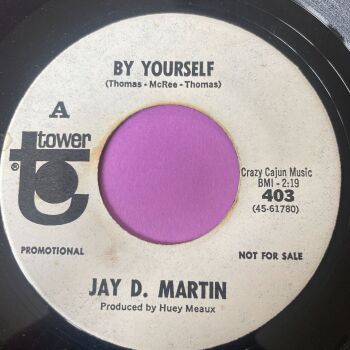 BY YOURSELF
(Thomas - McRee - Thomas)
A
tower
®
t
Crazy Cajun Music
BMI - 2:19
403
(45-61780)
PROMOTIONAL
NOT FOR SALE
JAY D. MARTIN
Produced by Huey Meaux